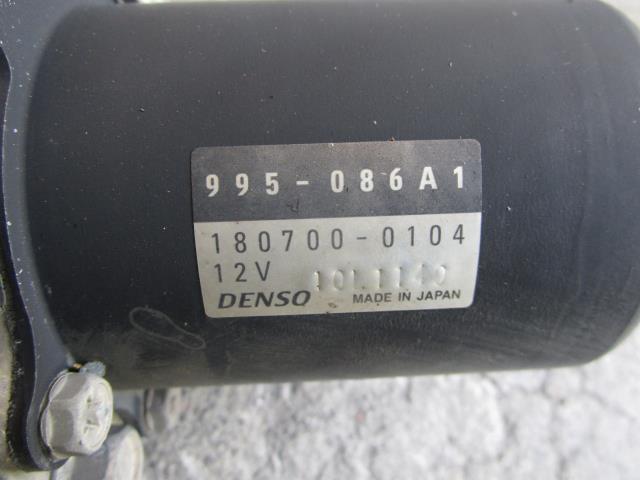 995-086A1
180700-0104
12V
DENSO MADE IN JAPAN